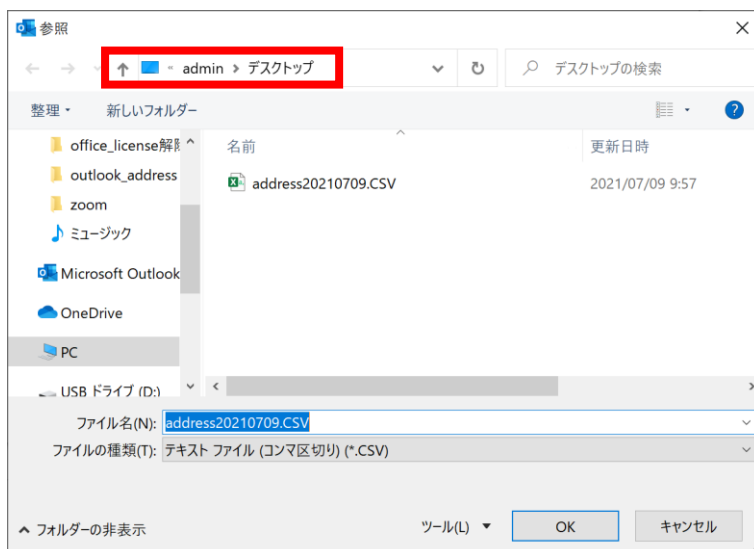 参照
« admin > デスクトップ
デスクトップの検索
整理
新しいフォルダー
office_license解除
outlook_address
zoom
ミュージック
Microsoft Outlook
OneDrive
PC
USB ドライブ (D:)
名前
更新日時
address20210709.CSV
2021/07/09 9:57
ファイル名(N): address20210709.CSV
ファイルの種類(T): テキスト ファイル (コンマ区切り) (*.CSV)
フォルダーの非表示
ツール(L)
OK
キャンセル